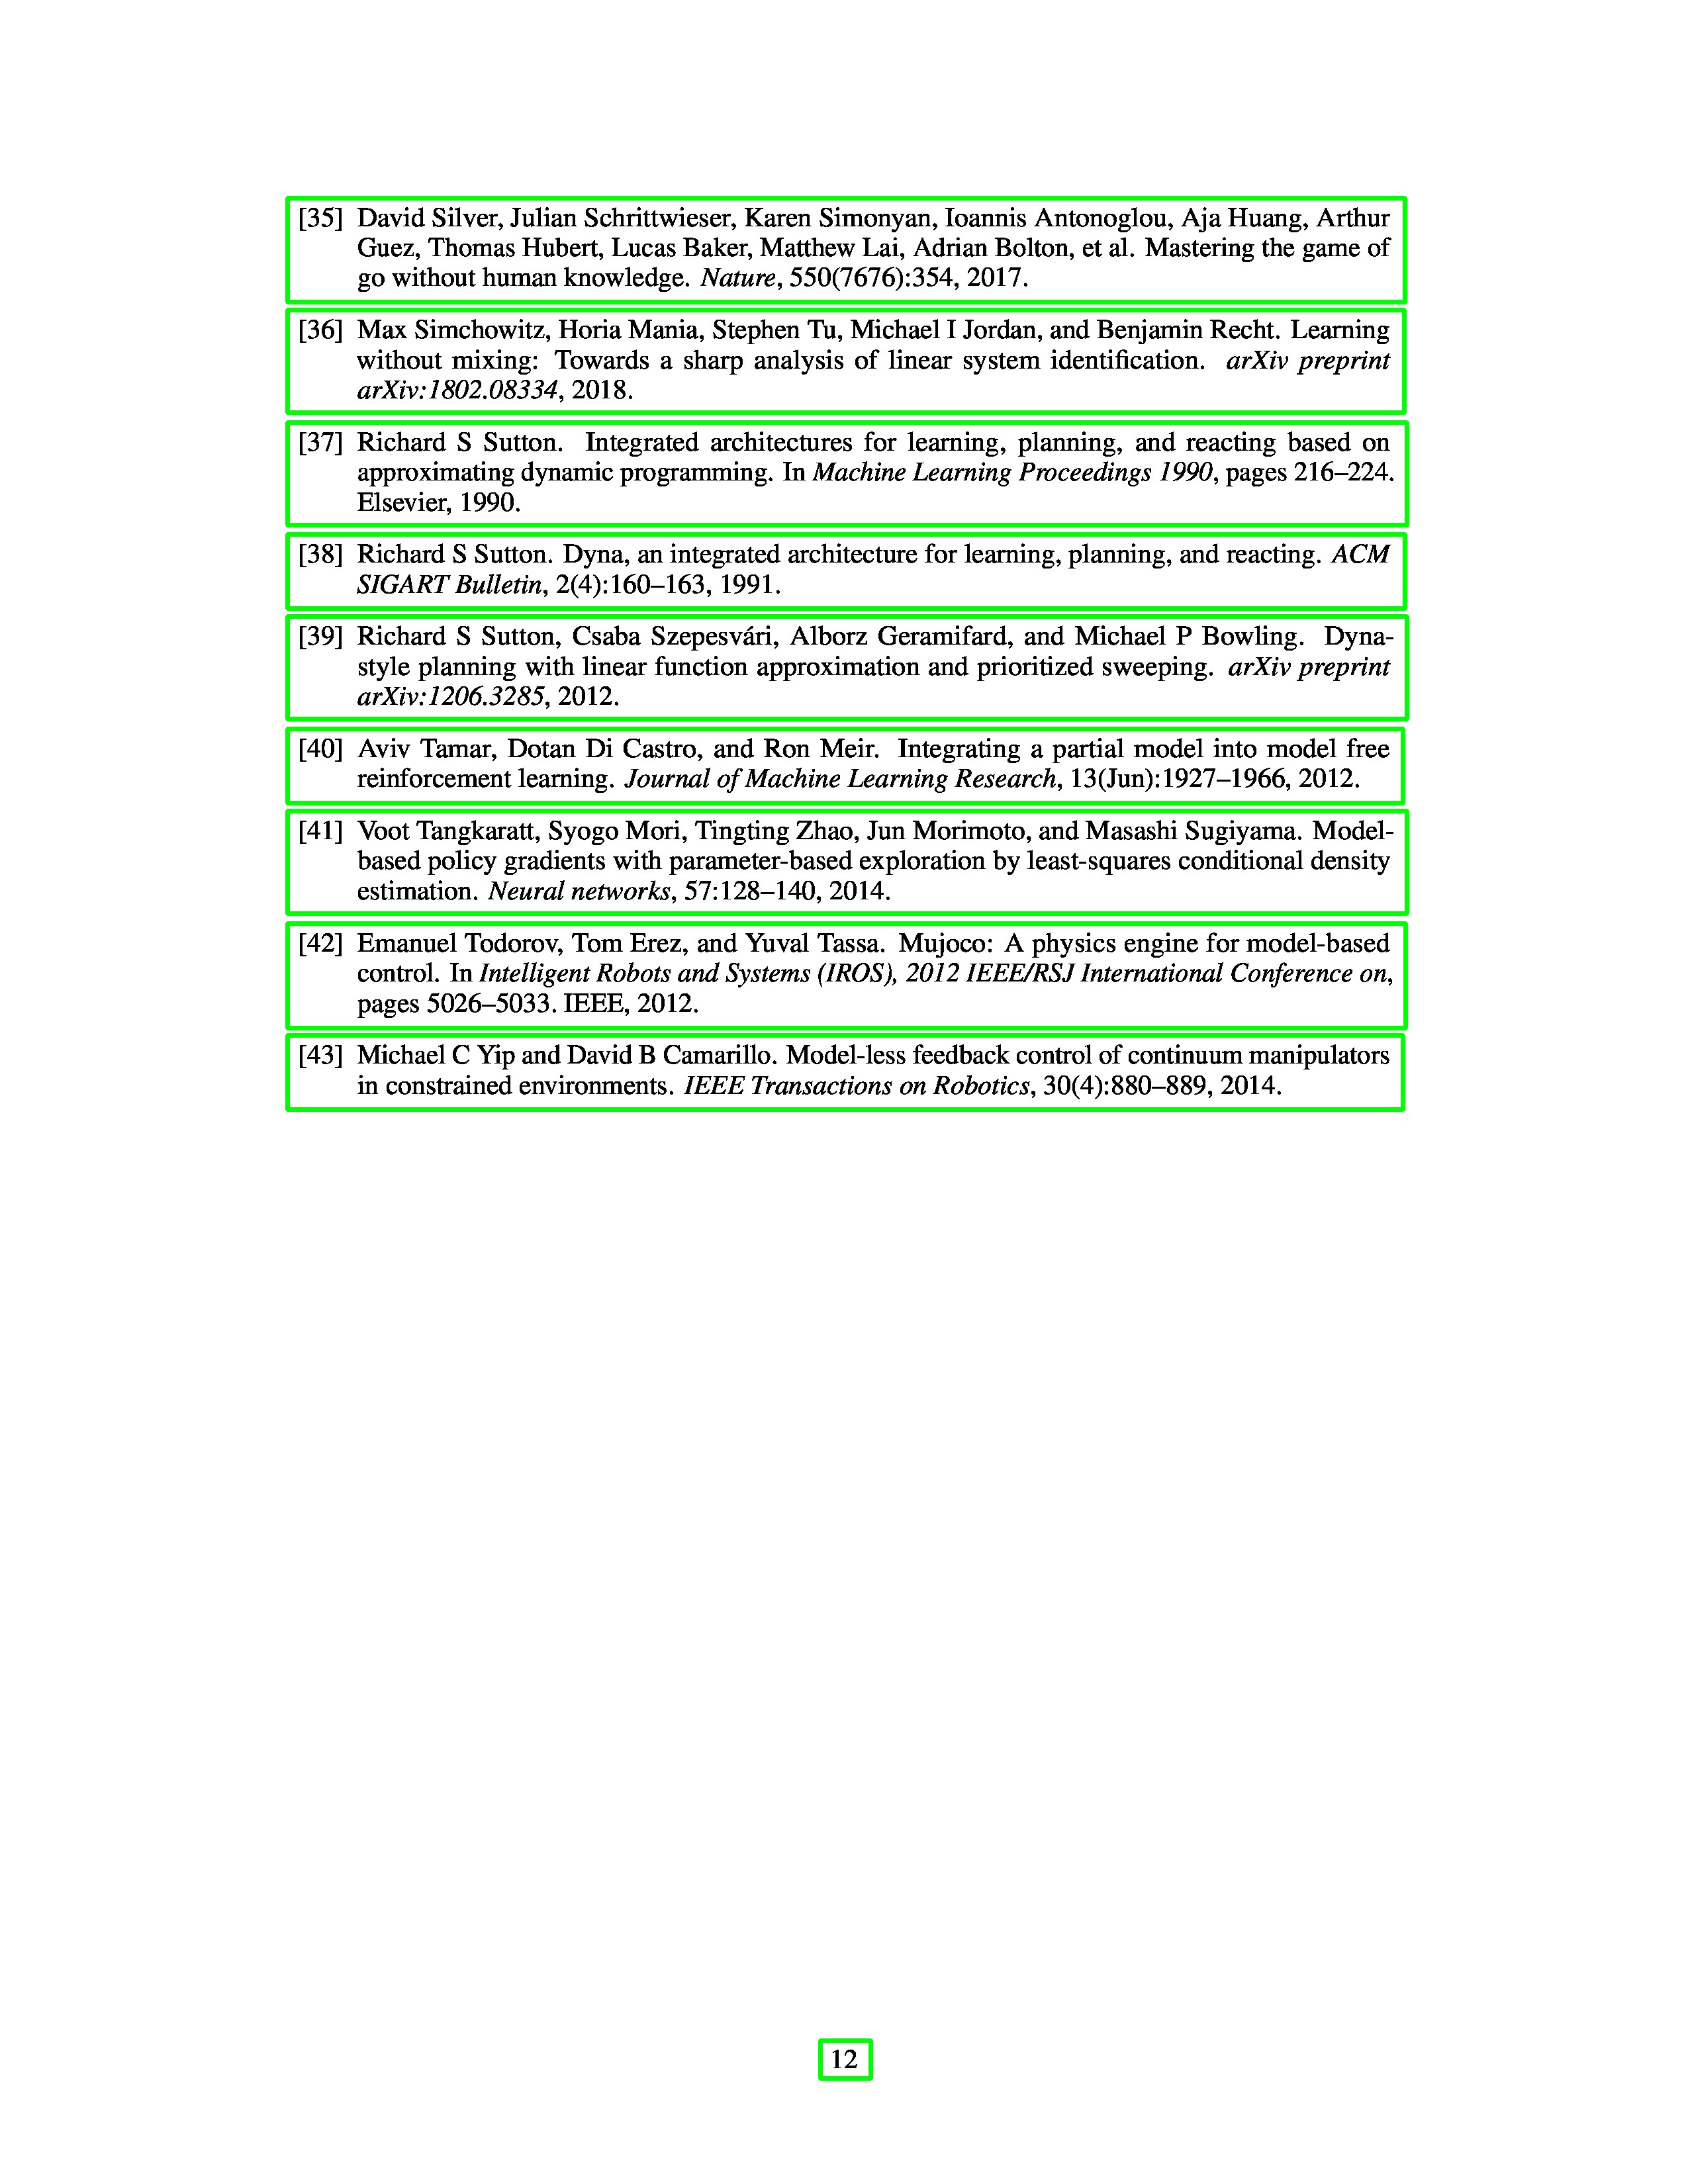 [35] David Silver, Julian Schrittwieser, Karen Simonyan, Ioannis Antonoglou, Aja Huang, Arthur
Guez, Thomas Hubert, Lucas Baker, Matthew Lai, Adrian Bolton, et al. Mastering the game of
go without human knowledge. Nature, 550(7676):354, 2017.
[36] Max Simchowitz, Horia Mania, Stephen Tu, Michael I Jordan, and Benjamin Recht. Learning
without mixing: Towards a sharp analysis of linear system identification. arXiv preprint
arXiv:1802.08334, 2018.
[37] Richard S Sutton. Integrated architectures for learning, planning, and reacting based on
approximating dynamic programming. In Machine Learning Proceedings 1990, pages 216–224.
Elsevier, 1990.
[38] Richard S Sutton. Dyna, an integrated architecture for learning, planning, and reacting. ACM
SIGART Bulletin, 2(4):160–163, 1991.
[39] Richard S Sutton, Csaba Szepesvári, Alborz Geramifard, and Michael P Bowling. Dyna-
style planning with linear function approximation and prioritized sweeping. arXiv preprint
arXiv:1206.3285, 2012.
[40] Aviv Tamar, Dotan Di Castro, and Ron Meir. Integrating a partial model into model free
reinforcement learning. Journal of Machine Learning Research, 13(Jun):1927–1966, 2012.
[41] Voot Tangkaratt, Syogo Mori, Tingting Zhao, Jun Morimoto, and Masashi Sugiyama. Model-
based policy gradients with parameter-based exploration by least-squares conditional density
estimation. Neural networks, 57:128–140, 2014.
[42] Emanuel Todorov, Tom Erez, and Yuval Tassa. Mujoco: A physics engine for model-based
control. In Intelligent Robots and Systems (IROS), 2012 IEEE/RSJ International Conference on,
pages 5026–5033. IEEE, 2012.
[43] Michael C Yip and David B Camarillo. Model-less feedback control of continuum manipulators
in constrained environments. IEEE Transactions on Robotics, 30(4):880–889, 2014.
12